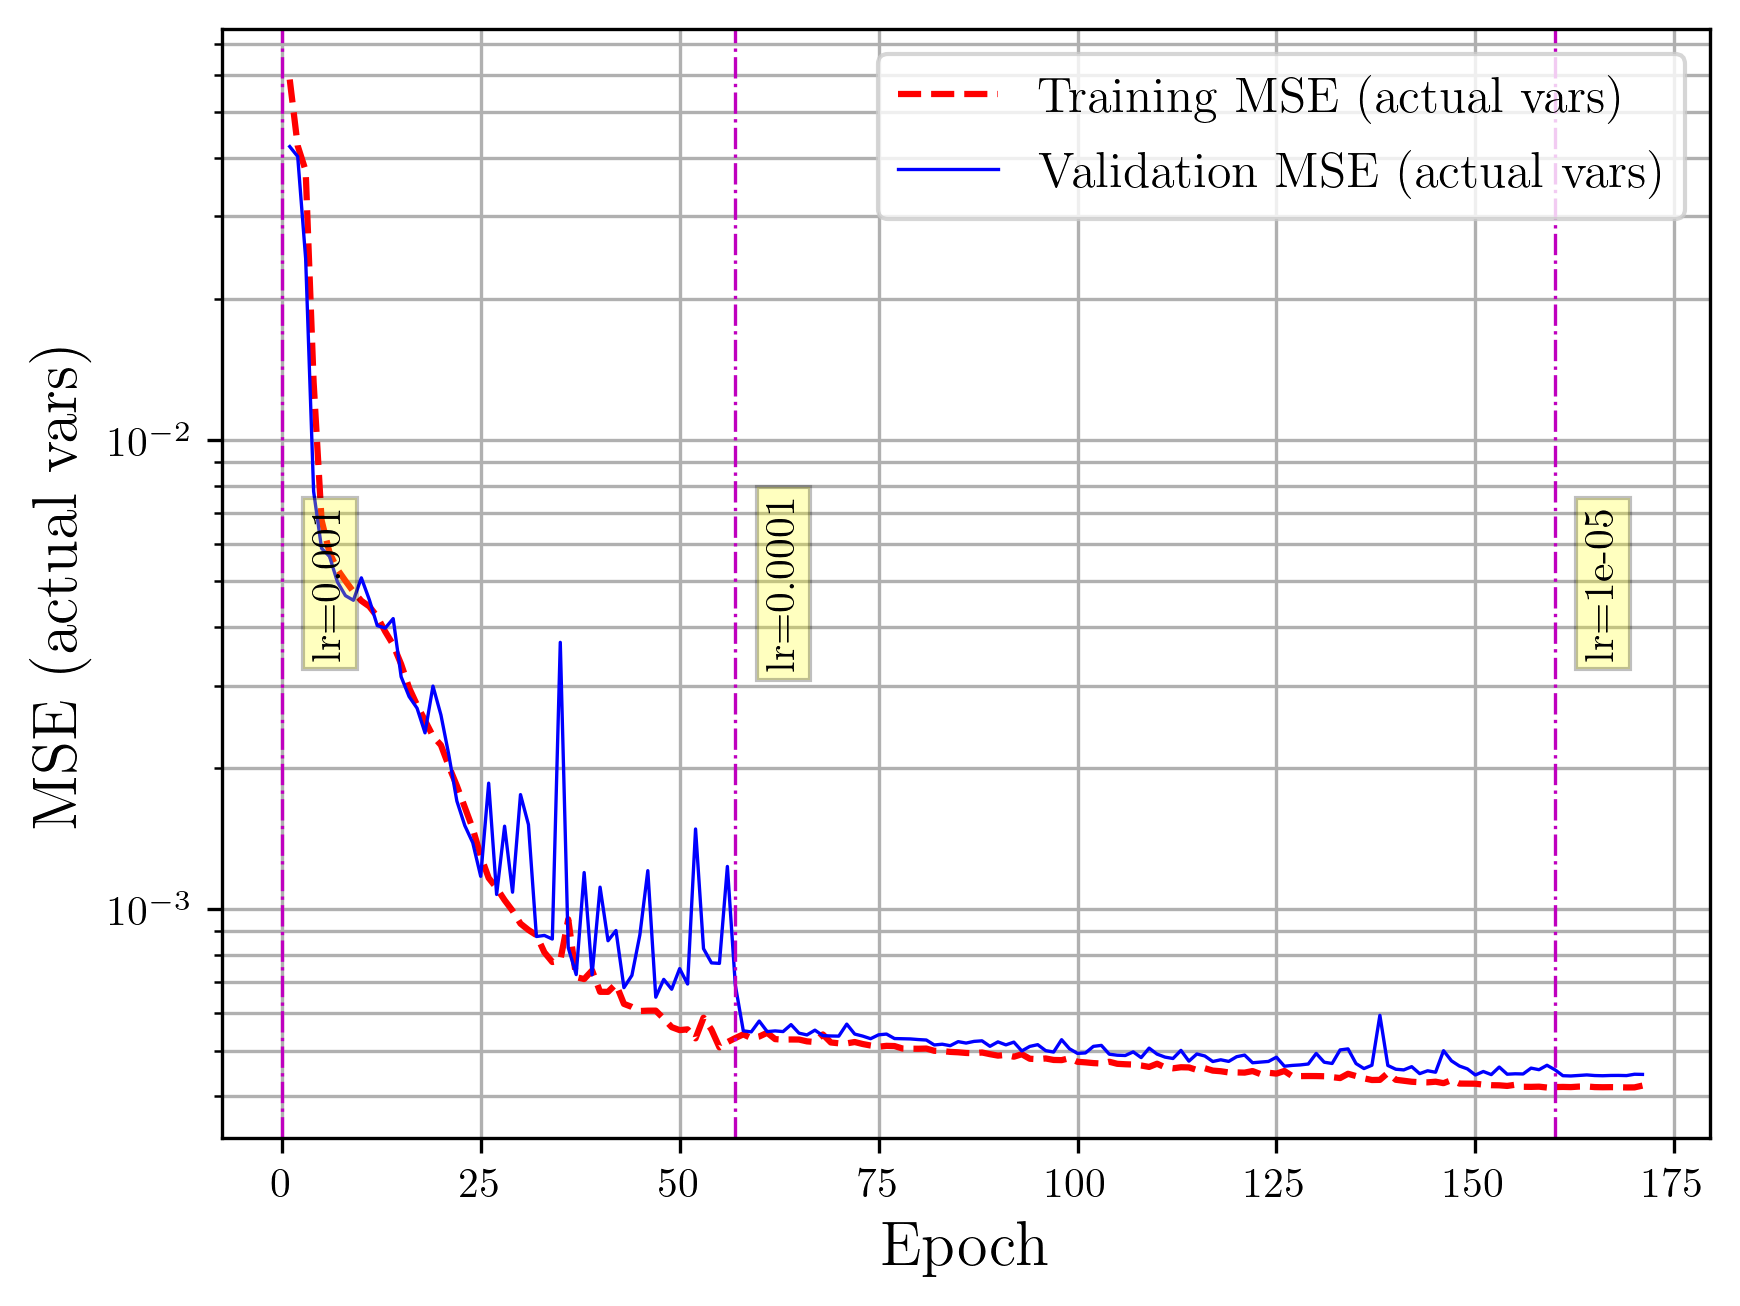 Training MSE (actual vars)
Validation MSE (actual vars)
MSE (actual vars)
10⁻²
10⁻³
lr=0.001
lr=0.0001
lr=1e-05
0 25 50 75 100 125 150 175
Epoch